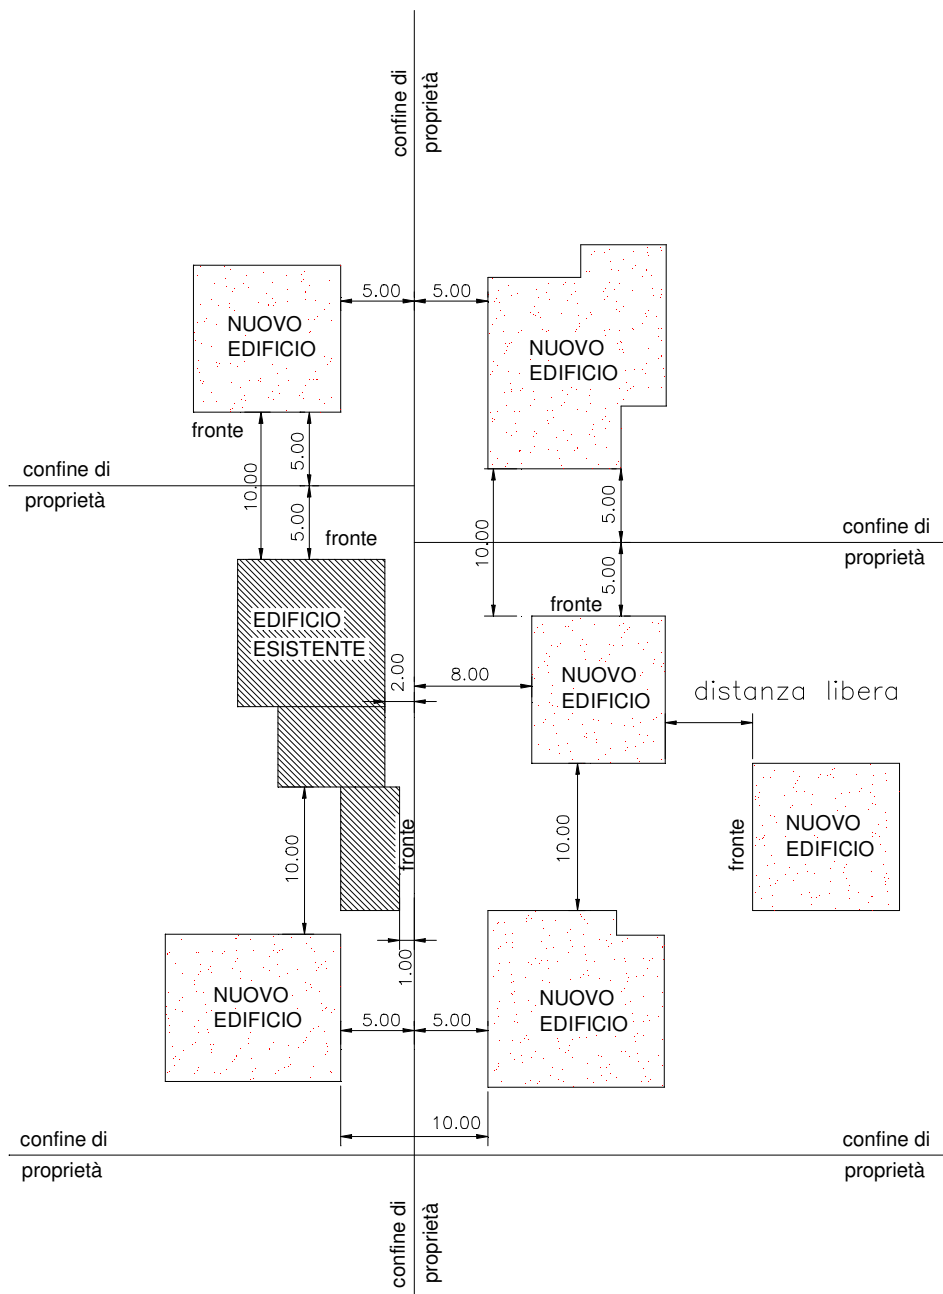 confine di
proprietà
5.00
5.00
NUOVO
EDIFICIO
NUOVO
EDIFICIO
fronte
10.00
5.00
confine di
proprietà
5.00
fronte
10.00
5.00
confine di
proprietà
5.00
fronte
EDIFICIO
ESISTENTE
2.00
8.00
NUOVO
EDIFICIO
distanza libera
10.00
fronte
10.00
fronte
NUOVO
EDIFICIO
1.00
NUOVO
EDIFICIO
NUOVO
EDIFICIO
5.00
5.00
10.00
confine di
proprietà
confine di
proprietà
confine di
proprietà